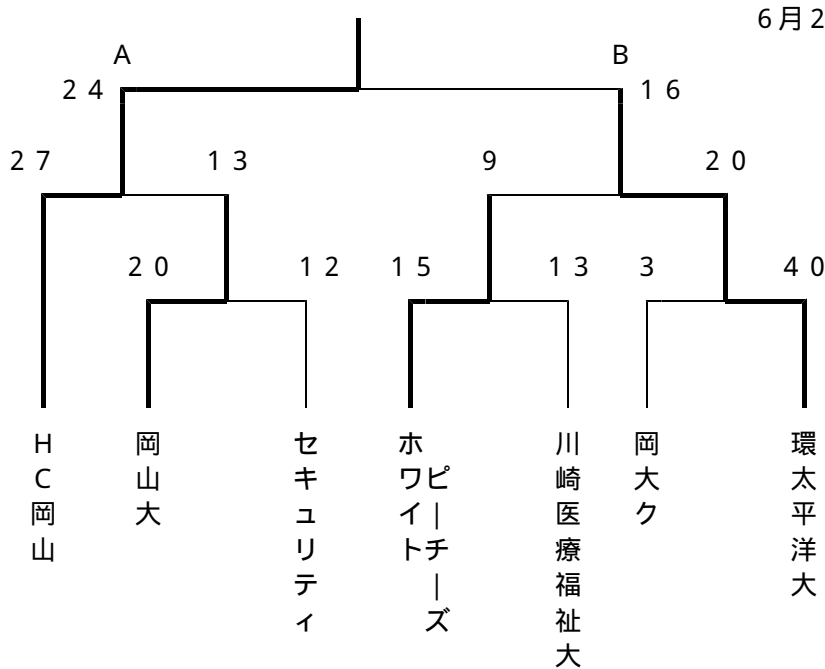 6月2
A
B
24
16
27
13
9
20
20
12
15
13
3
40
HC岡山
岡山大
セキュリティ
ホワイト
ピーチーズ
川崎医療福祉大
岡大ク
環太平洋大